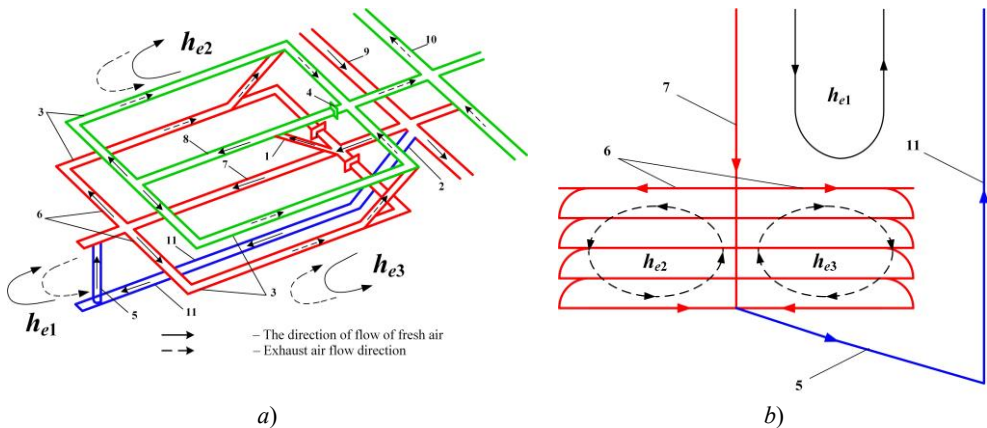 h_e2
10
9
3
4
8
1
7
2
6
11
h_e3
3
h_e1
5
11
– The direction of flow of fresh air
– Exhaust air flow direction
a)
h_e1
7
6
11
h_e2
h_e3
5
b)